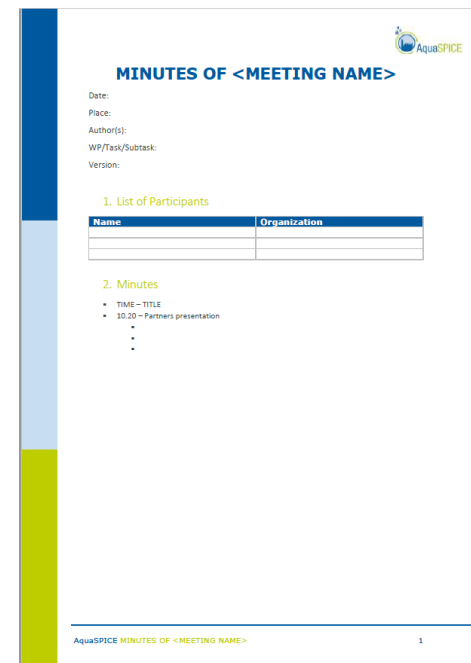 AquaSPICE
MINUTES OF <MEETING NAME>
Date:
Place:
Author(s):
WP/Task/Subtask:
Version:
1. List of Participants
Name Organization
2. Minutes
▪ TIME – TITLE
▪ 10.20 – Partners presentation
▪
▪
▪
AquaSPICE MINUTES OF <MEETING NAME> 1